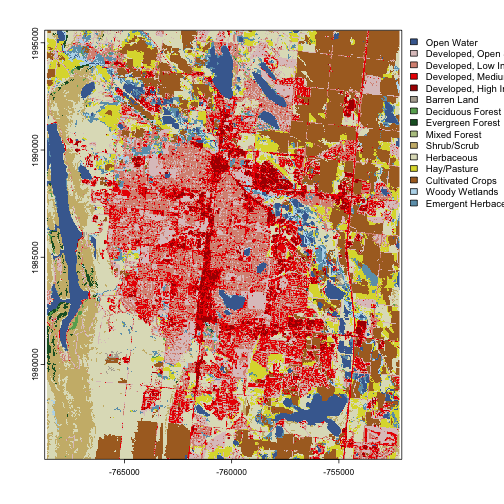 1995000
1990000
1985000
1980000
-765000
-760000
-755000
Open Water
Developed, Open
Developed, Low In
Developed, Mediu
Developed, High In
Barren Land
Deciduous Forest
Evergreen Forest
Mixed Forest
Shrub/Scrub
Herbaceous
Hay/Pasture
Cultivated Crops
Woody Wetlands
Emergent Herbace